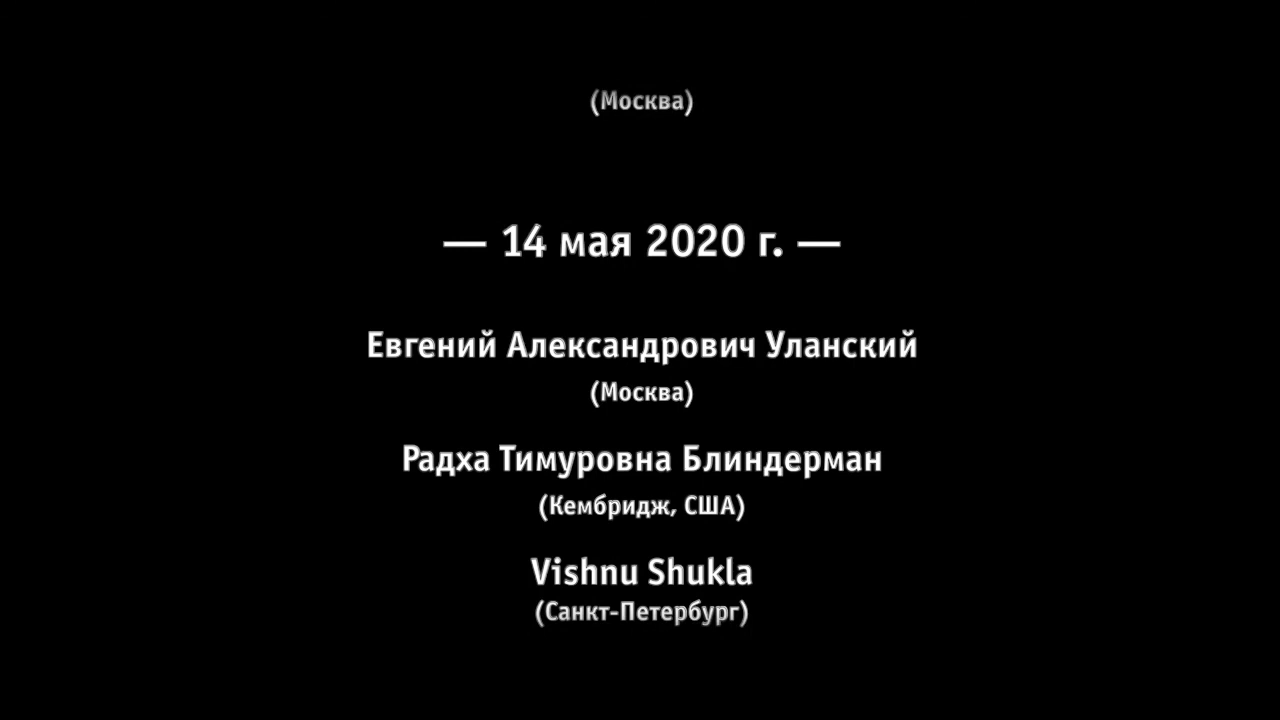 (Москва)
— 14 мая 2020 г. —
Евгений Александрович Уланский
(Москва)
Радха Тимуровна Блиндерман
(Кембридж, США)
Vishnu Shukla
(Санкт-Петербург)